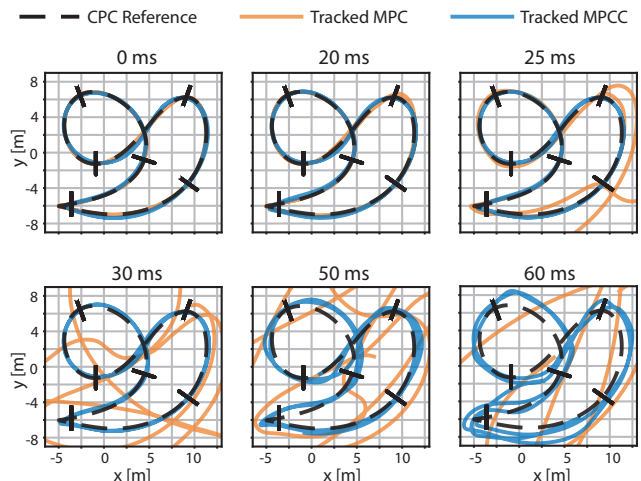 CPC Reference Tracked MPC Tracked MPCC
0 ms 20 ms 25 ms
8
4
y [m]
0
-4
-8
30 ms 50 ms 60 ms
8
4
y [m]
0
-4
-8
-5 0 5 10 -5 0 5 10 -5 0 5 10
x [m] x [m] x [m]